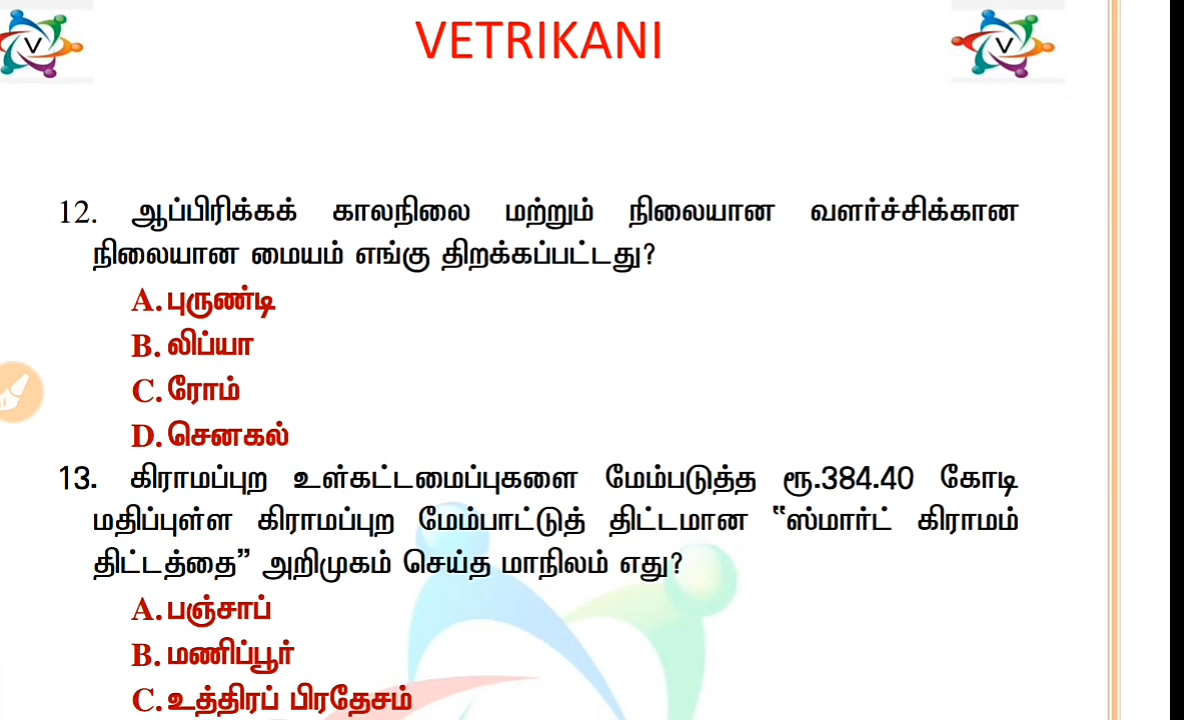 V
VETRIKANI
V
12. ஆப்பிரிக்கக் காலநிலை மற்றும் நிலையான வளர்ச்சிக்கான
நிலையான மையம் எங்கு திறக்கப்பட்டது?
A. புருண்டி
B. லிப்யா
C. ரோம்
D. செனகல்
13. கிராமப்புற உள்கட்டமைப்புகளை மேம்படுத்த ரூ.384.40 கோடி
மதிப்புள்ள கிராமப்புற மேம்பாட்டுத் திட்டமான “ஸ்மார்ட் கிராமம்
திட்டத்தை” அறிமுகம் செய்த மாநிலம் எது?
A. பஞ்சாப்
B. மணிப்பூர்
C. உத்திரப் பிரதேசம்